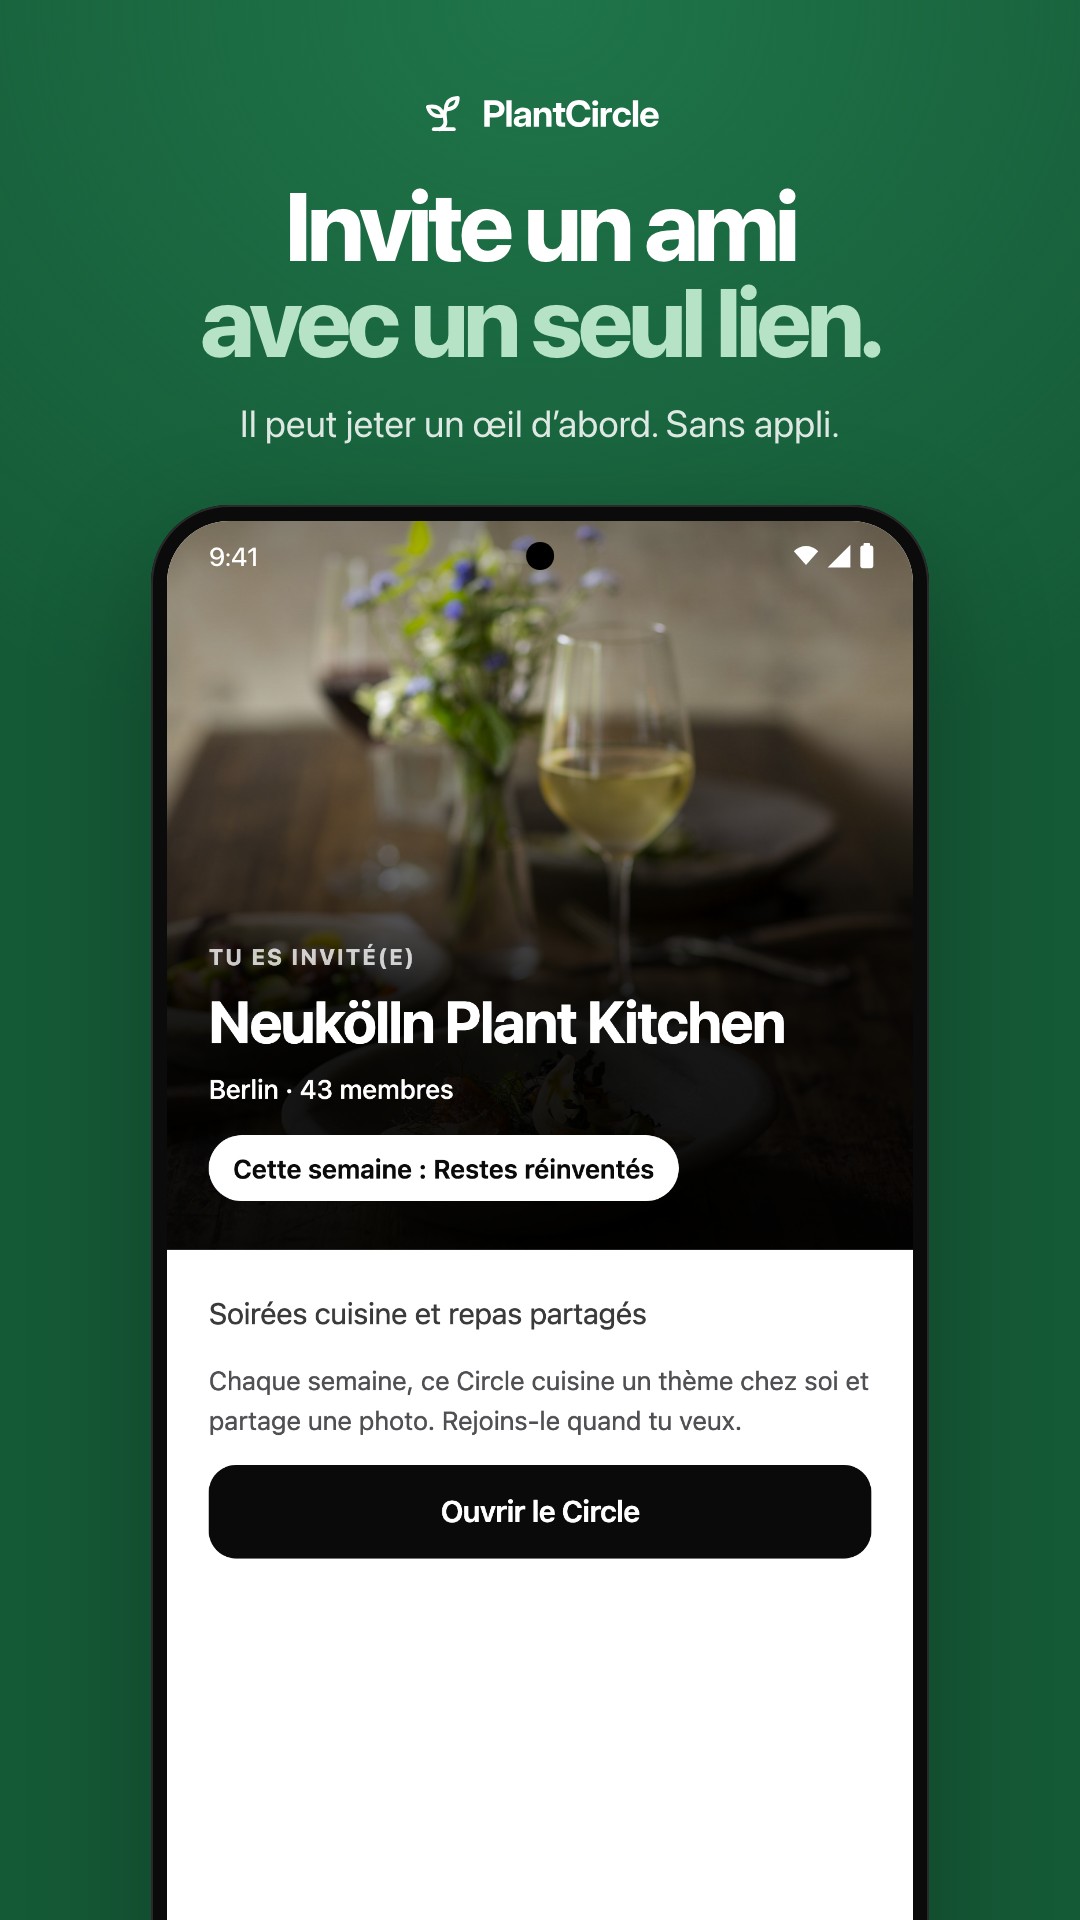 PlantCircle
Invite un ami
avec un seul lien.
Il peut jeter un œil d’abord. Sans appli.
9:41
TU ES INVITÉ(E)
Neukölln Plant Kitchen
Berlin · 43 membres
Cette semaine : Restes réinventés
Soirées cuisine et repas partagés
Chaque semaine, ce Circle cuisine un thème chez soi et
partage une photo. Rejoins-le quand tu veux.
Ouvrir le Circle